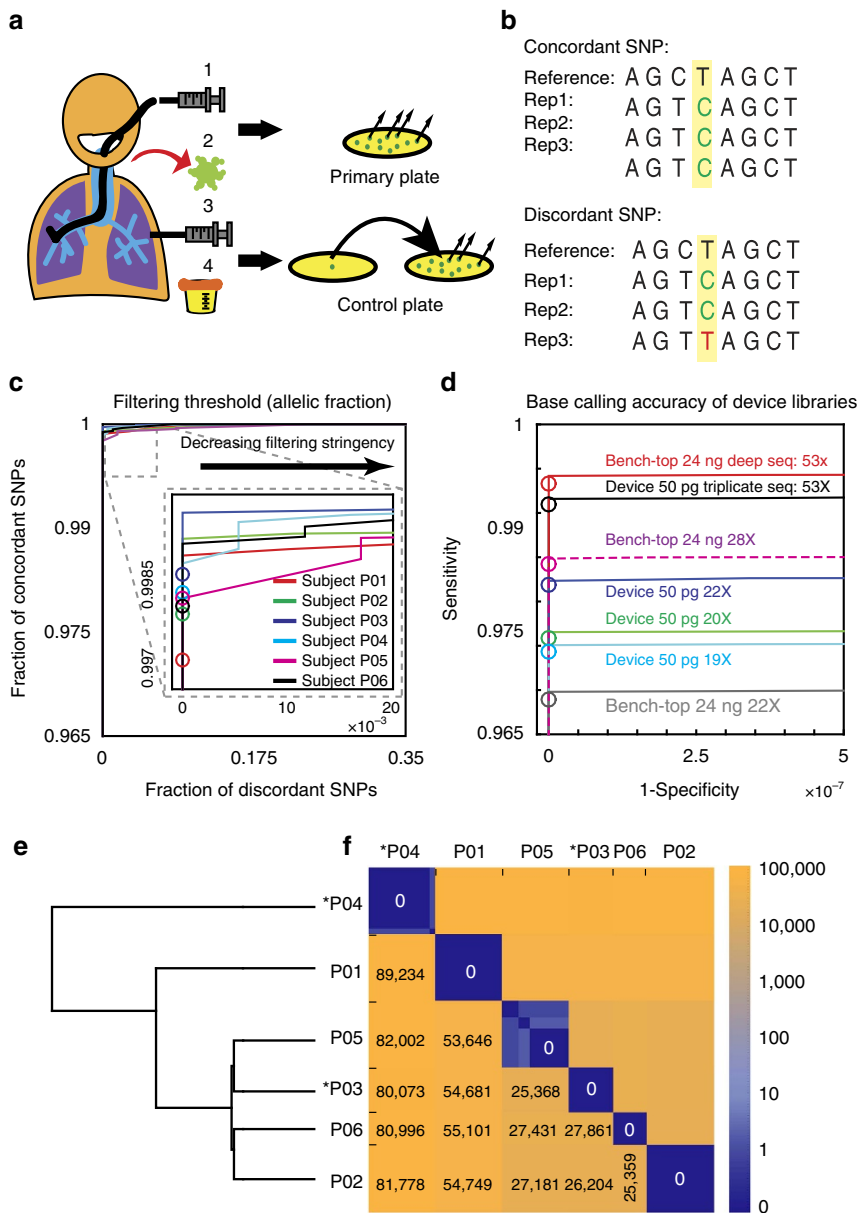 a
1
2
3
4
Primary plate
Control plate
b
Concordant SNP:
Reference: A G C T A G C T
Rep1: A G T C A G C T
Rep2: A G T C A G C T
Rep3: A G T C A G C T
Discordant SNP:
Reference: A G C T A G C T
Rep1: A G T C A G C T
Rep2: A G T C A G C T
Rep3: A G T T A G C T
c
Filtering threshold (allelic fraction)
Decreasing filtering stringency
1
0.99
0.975
0.965
Fraction of concordant SNPs
0.9985
0.997
Subject P01
Subject P02
Subject P03
Subject P04
Subject P05
Subject P06
0
10
20
×10⁻³
0
0.175
0.35
Fraction of discordant SNPs
d
Base calling accuracy of device libraries
1
0.99
0.975
0.965
Sensitivity
Bench-top 24 ng deep seq: 53x
Device 50 pg triplicate seq: 53X
Bench-top 24 ng 28X
Device 50 pg 22X
Device 50 pg 20X
Device 50 pg 19X
Bench-top 24 ng 22X
0 1 2 3 4 5
1-Specificity
×10⁻⁷
e
*P04
P01
P05
*P03
P06
P02
f
*P04 P01 P05 *P03 P06 P02
0
89,234 0
82,002 53,646 0
80,073 54,681 25,368 0
80,996 55,101 27,431 27,861 0
81,778 54,749 27,181 26,204 25,359 0
100,000
10,000
1,000
100
10
1
0